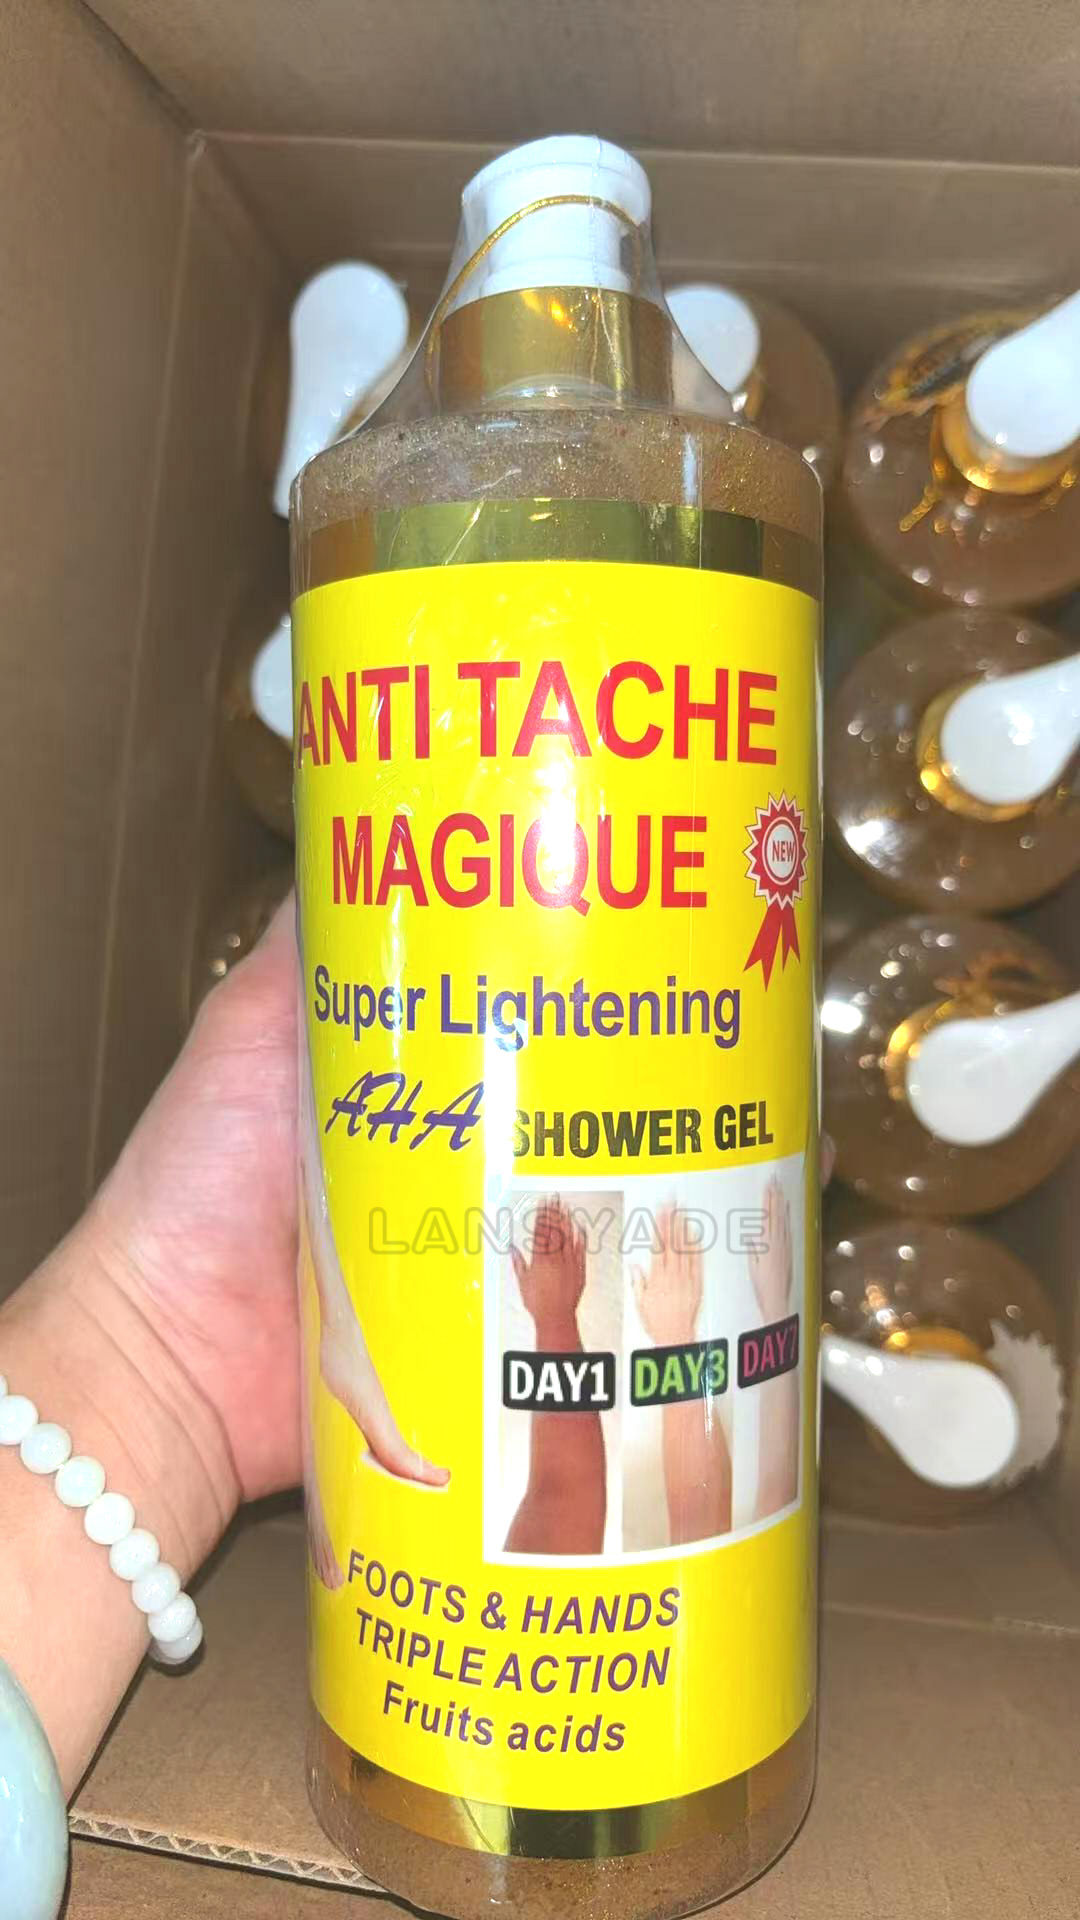 ANTI TACHE
MAGIQUE
NEW
Super Lightening
AHA SHOWER GEL
LANSYADE
DAY1 DAY3 DAY7
FOOTS & HANDS
TRIPLE ACTION
Fruits acids